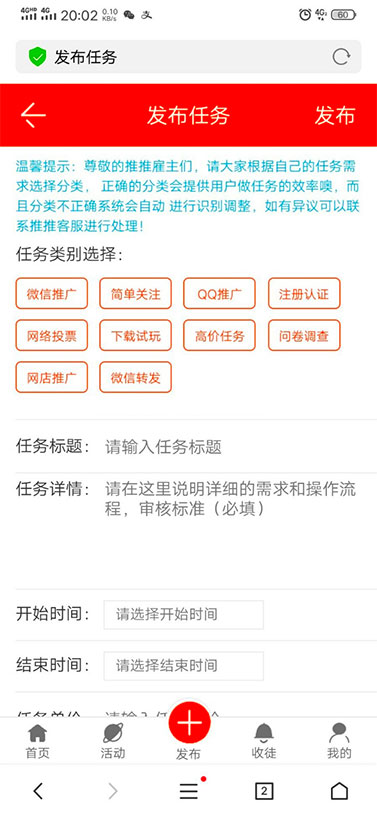 4GHD 4G 20:02 0.10 KB/s 支 4G 60
发布任务
发布任务 发布
温馨提示：尊敬的推推雇主们，请大家根据自己的任务需
求选择分类， 正确的分类会提供用户做任务的效率噢，而
且分类不正确系统会自动 进行识别调整，如有异议可以联
系推推客服进行处理！
任务类别选择：
微信推广 简单关注 QQ推广 注册认证
网络投票 下载试玩 高价任务 问卷调查
网店推广 微信转发
任务标题： 请输入任务标题
任务详情： 请在这里说明详细的需求和操作流
程，审核标准（必填）
开始时间： 请选择开始时间
结束时间： 请选择结束时间
任务单价
首页 活动 发布 收徒 我的
2